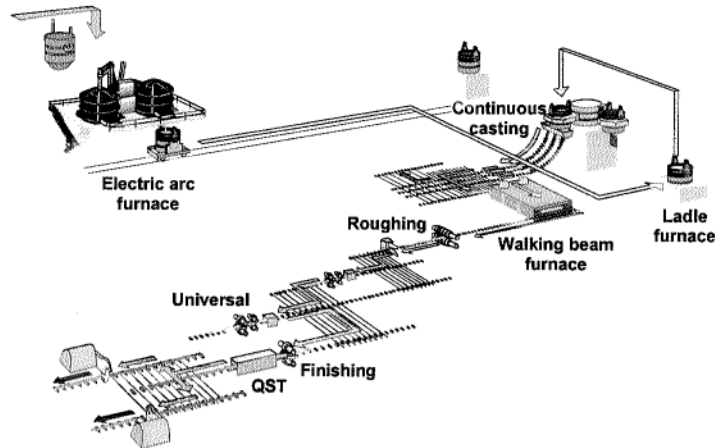 Continuous
casting
Electric arc
furnace
Ladle
furnace
Roughing
Walking beam
furnace
Universal
Finishing
QST